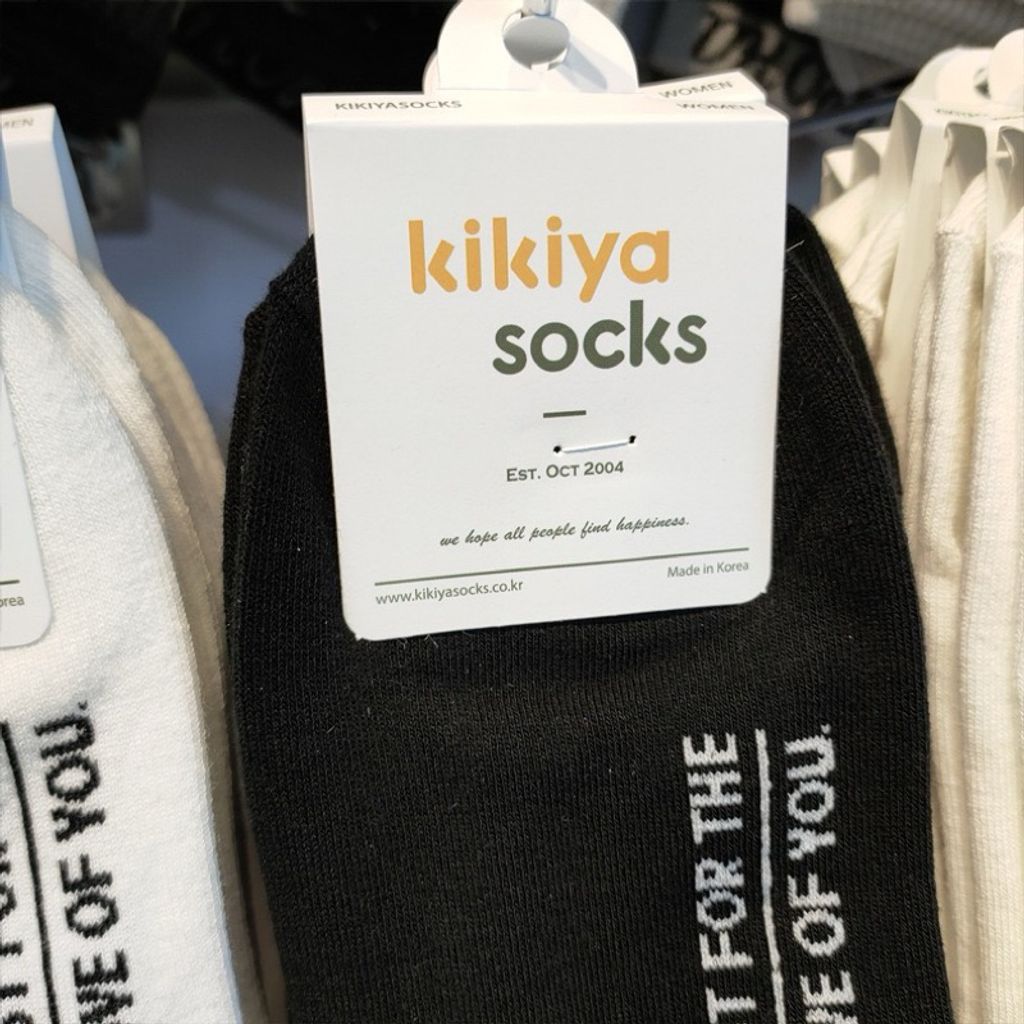 KIKIYASOCKS
WOMEN
WOMEN
kikiya
socks
EST. OCT 2004
we hope all people find happiness.
www.kikiyasocks.co.kr
Made in Korea
FOR THE
OF YOU.
OF YOU.